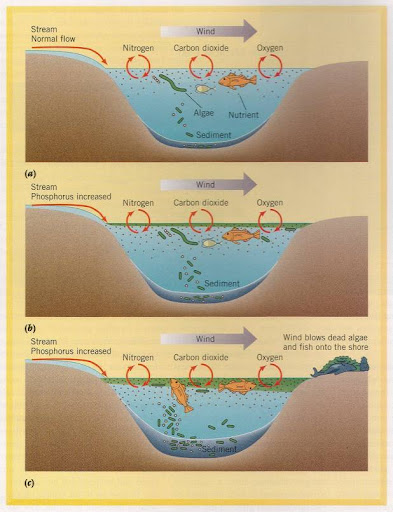 Stream
Normal flow
Wind
Nitrogen
Carbon dioxide
Oxygen
Algae
Nutrient
Sediment
(a)
Stream
Phosphorus increased
Wind
Nitrogen
Carbon dioxide
Oxygen
Sediment
(b)
Stream
Phosphorus increased
Wind
Wind blows dead algae
and fish onto the shore
Nitrogen
Carbon dioxide
Oxygen
Sediment
(c)